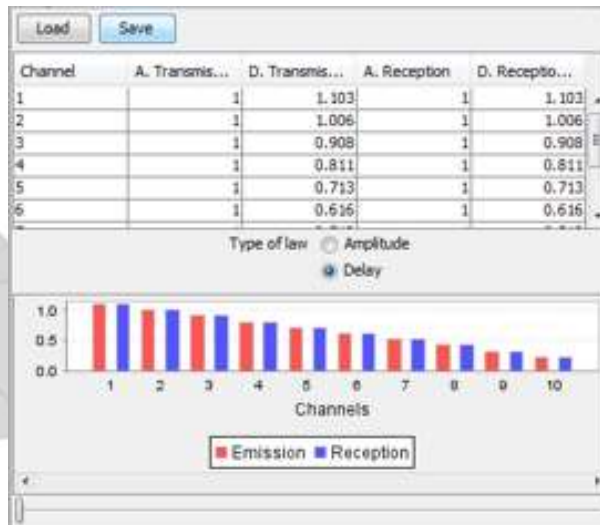 Load Save
Channel A. Transmis... D. Transmis... A. Reception D. Receptio...
1 1 1.103 1 1.103
2 1 1.006 1 1.006
3 1 0.908 1 0.908
4 1 0.811 1 0.811
5 1 0.713 1 0.713
6 1 0.616 1 0.616
Type of law Amplitude
Delay
1.0
0.5
0.0
1 2 3 4 5 6 7 8 9 10
Channels
Emission Reception